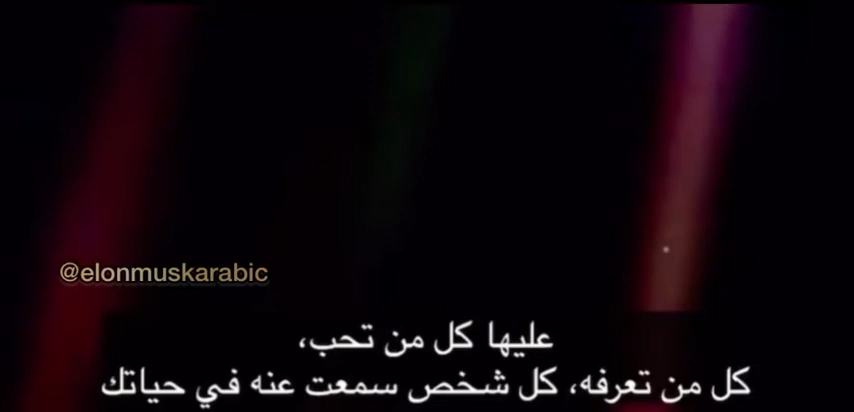 @elonmuskarabic
عليها كل من تحب،
كل من تعرفه، كل شخص سمعت عنه في حياتك